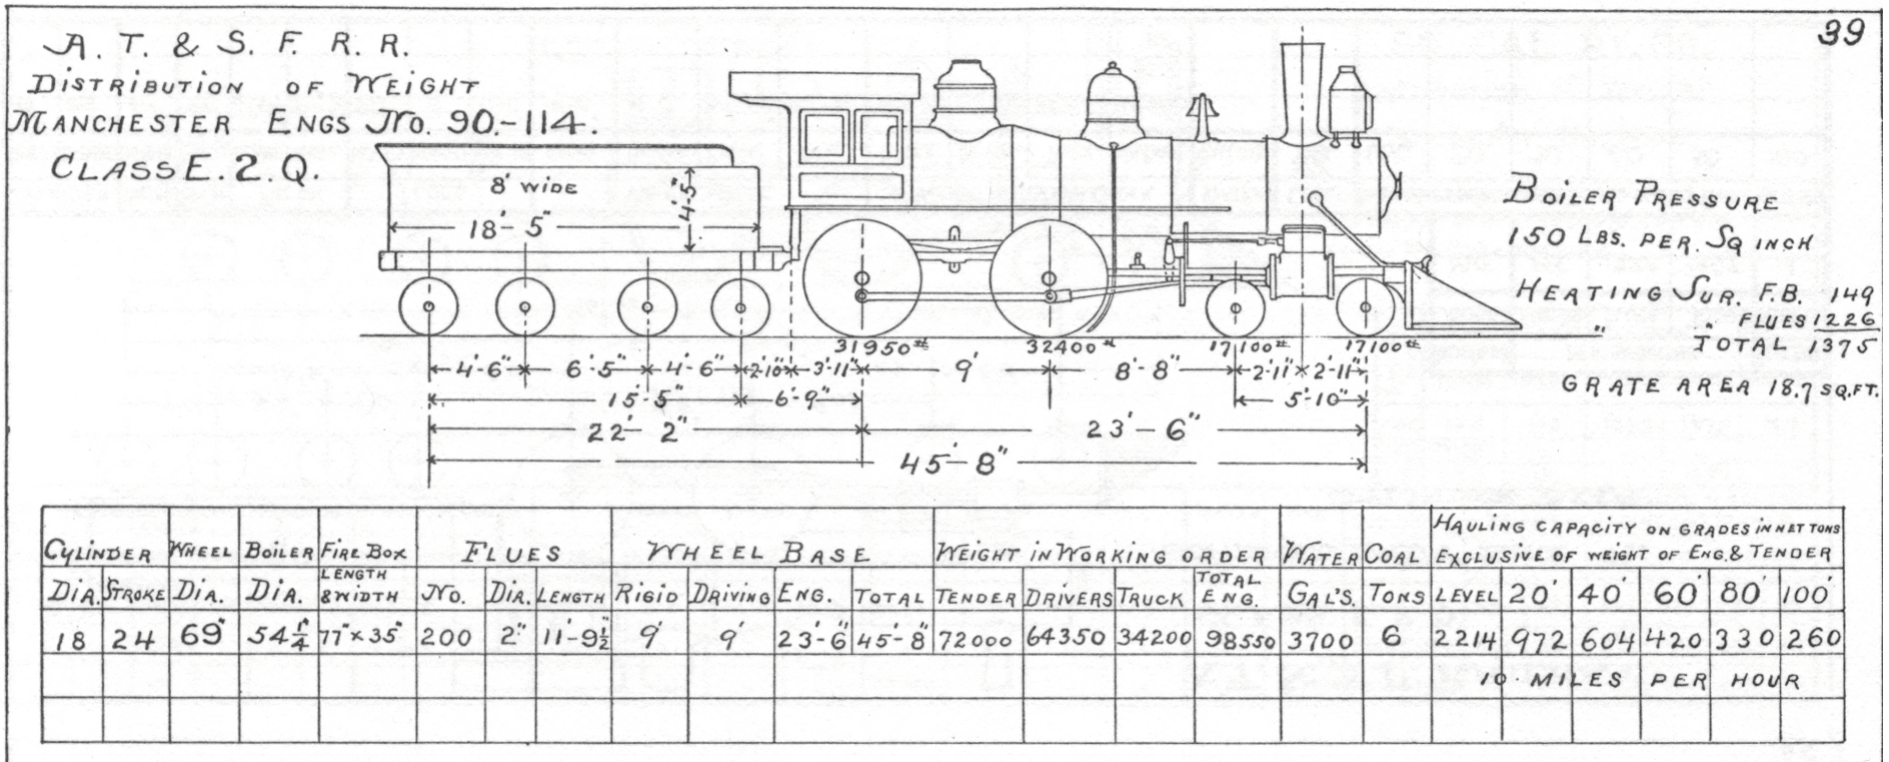 39
A. T. & S. F. R. R.
DISTRIBUTION OF WEIGHT
MANCHESTER ENGS NO. 90.-114.
CLASS E. 2. Q.
8' WIDE
18'- 5"
4'-5"
BOILER PRESSURE
150 LBS. PER. SQ INCH
HEATING SUR. F.B. 149
" " FLUES 1226
TOTAL 1375
GRATE AREA 18.7 SQ.FT.
31950# 32400# 17100# 17100#
4'-6" 6'-5" 4'-6" 2'-10" 3'-11" 9' 8'-8" 2'-11" 2'-11"
15'-5" 6'-9" 5'-10"
22'- 2" 23'- 6"
45'- 8"
CYLINDER WHEEL BOILER FIRE BOX FLUES WHEEL BASE WEIGHT IN WORKING ORDER WATER COAL HAULING CAPACITY ON GRADES IN NET TONS
EXCLUSIVE OF WEIGHT OF ENG. & TENDER
DIA. STROKE DIA. DIA. LENGTH & WIDTH NO. DIA. LENGTH RIGID DRIVING ENG. TOTAL TENDER DRIVERS TRUCK TOTAL ENG. GAL'S. TONS LEVEL 20' 40' 60' 80' 100'
18 24 69" 54 1/4" 77" x 35" 200 2" 11'-9 1/2" 9' 9' 23'-6" 45'-8" 72000 64350 34200 98550 3700 6 2214 972 604 420 330 260
10 MILES PER HOUR